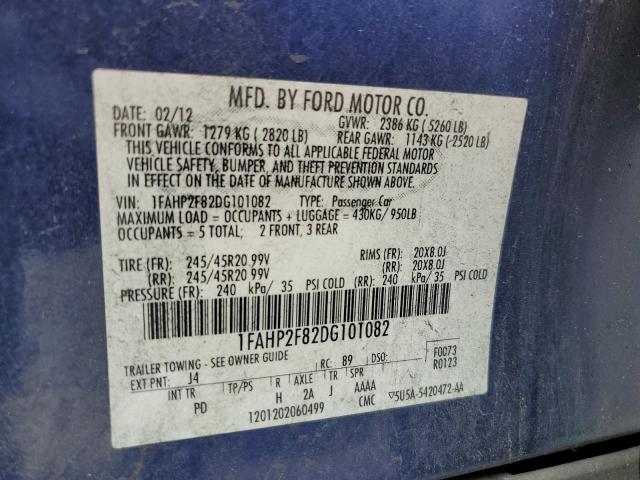 MFD. BY FORD MOTOR CO.
DATE: 02/12 GVWR: 2386 KG ( 5260 LB)
FRONT GAWR: 1279 KG ( 2820 LB) REAR GAWR: 1143 KG (-2520 LB)
THIS VEHICLE CONFORMS TO ALL APPLICABLE FEDERAL MOTOR
VEHICLE SAFETY, BUMPER, AND THEFT PREVENTION STANDARDS
IN EFFECT ON THE DATE OF MANUFACTURE SHOWN ABOVE.
VIN: 1FAHP2F82DG101082 TYPE: Passenger Car
MAXIMUM LOAD = OCCUPANTS + LUGGAGE = 430KG/ 950LB
OCCUPANTS = 5 TOTAL; 2 FRONT, 3 REAR
TIRE (FR): 245/45R20 99V RIMS (FR): 20X8.0J
(RR): 245/45R20 99V (RR): 20X8.0J
PRESSURE (FR): 240 kPa/ 35 PSI COLD (RR): 240 kPa/ 35 PSI COLD
1FAHP2F82DG101082
TRAILER TOWING - SEE OWNER GUIDE
EXT PNT: J4 RC: 89 DSO: F0073
R0123
INT TR TP/PS R AXLE TR SPR
PD H 2A J AAAA
1201202060499 CMC ▽5U5A-5420472-AA